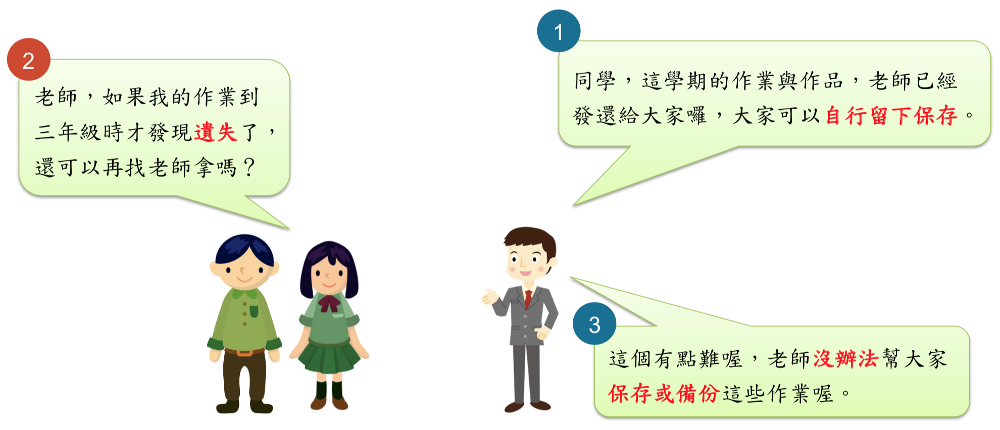 1
同學，這學期的作業與作品，老師已經
發還給大家囉，大家可以自行留下保存。
2
老師，如果我的作業到
三年級時才發現遺失了，
還可以再找老師拿嗎？
3
這個有點難喔，老師沒辦法幫大家
保存或備份這些作業喔。